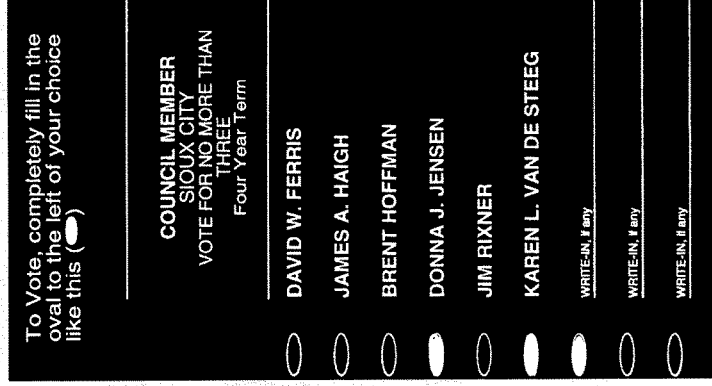 To Vote, completely fill in the
oval to the left of your choice
like this ( )
COUNCIL MEMBER
SIOUX CITY
VOTE FOR NO MORE THAN
THREE
Four Year Term
DAVID W. FERRIS
JAMES A. HAIGH
BRENT HOFFMAN
DONNA J. JENSEN
JIM RIXNER
KAREN L. VAN DE STEEG
WRITE-IN, if any
WRITE-IN, if any
WRITE-IN, if any